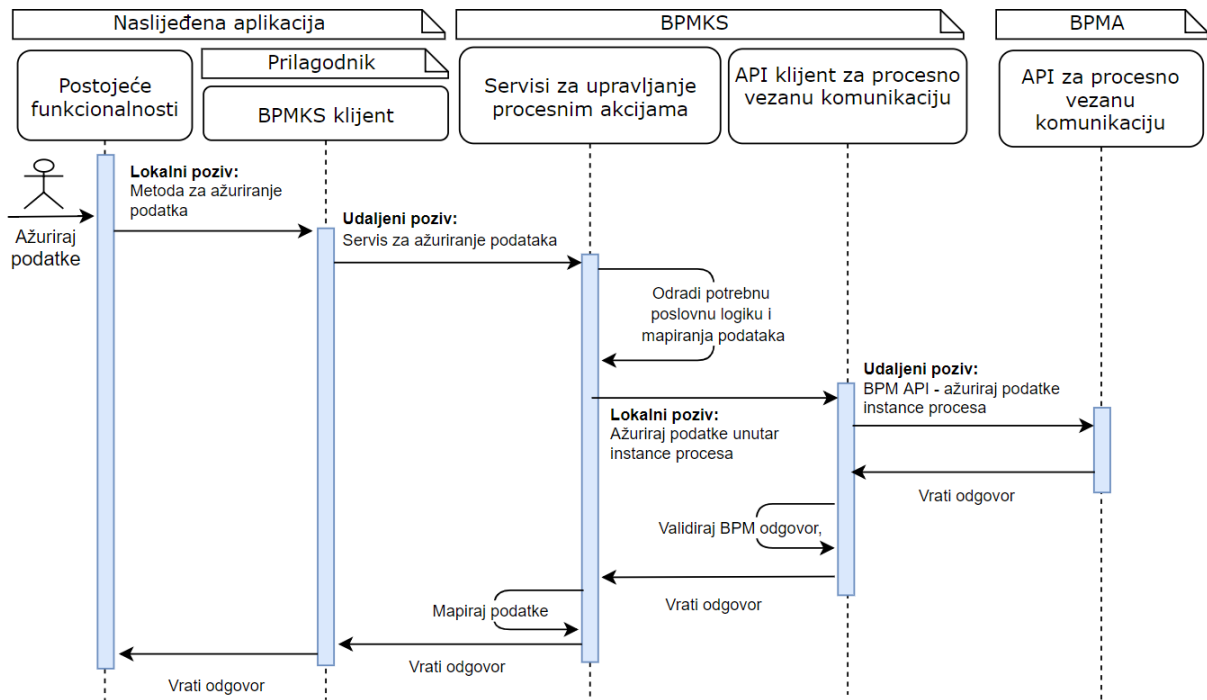 Naslijeđena aplikacija
BPMKS
BPMA
Postojeće
funkcionalnosti
Prilagodnik
BPMKS klijent
Servisi za upravljanje
procesnim akcijama
API klijent za procesno
vezanu komunikaciju
API za procesno
vezanu
komunikaciju
Ažuriraj
podatke
Lokalni poziv:
Metoda za ažuriranje
podatka
Udaljeni poziv:
Servis za ažuriranje podataka
Odradi potrebnu
poslovnu logiku i
mapiranja podataka
Lokalni poziv:
Ažuriraj podatke unutar
instance procesa
Udaljeni poziv:
BPM API - ažuriraj podatke
instance procesa
Vrati odgovor
Validiraj BPM odgovor,
Vrati odgovor
Mapiraj podatke
Vrati odgovor
Vrati odgovor